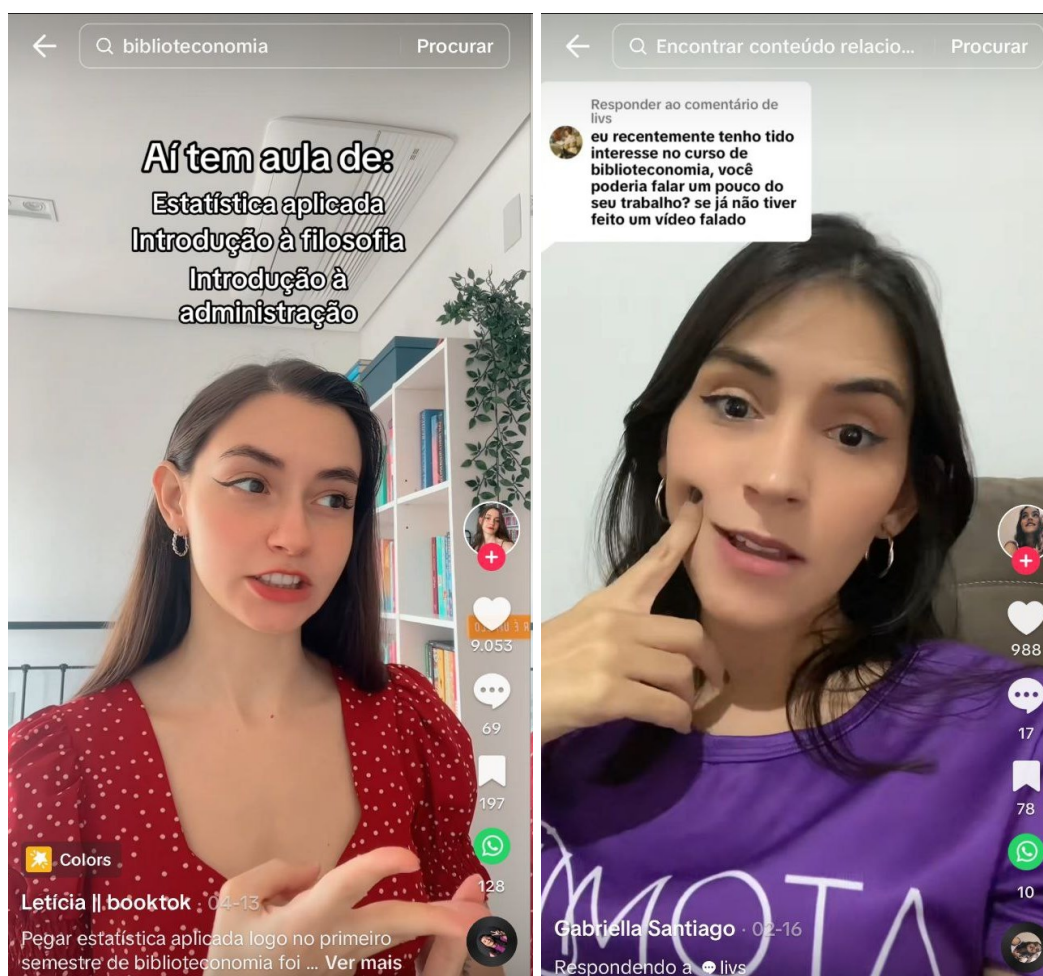 biblioteconomia
Procurar
Aí tem aula de:
Estatística aplicada
Introdução à filosofia
Introdução à
administração
9.053
69
197
128
Colors
Letícia || booktok · 04-13
Pegar estatística aplicada logo no primeiro
semestre de biblioteconomia foi ... Ver mais
Encontrar conteúdo relacio...
Procurar
Responder ao comentário de
livs
eu recentemente tenho tido
interesse no curso de
biblioteconomia, você
poderia falar um pouco do
seu trabalho? se já não tiver
feito um vídeo falado
988
17
78
10
MOTA
Gabriella Santiago · 02-16
Respondendo a livs